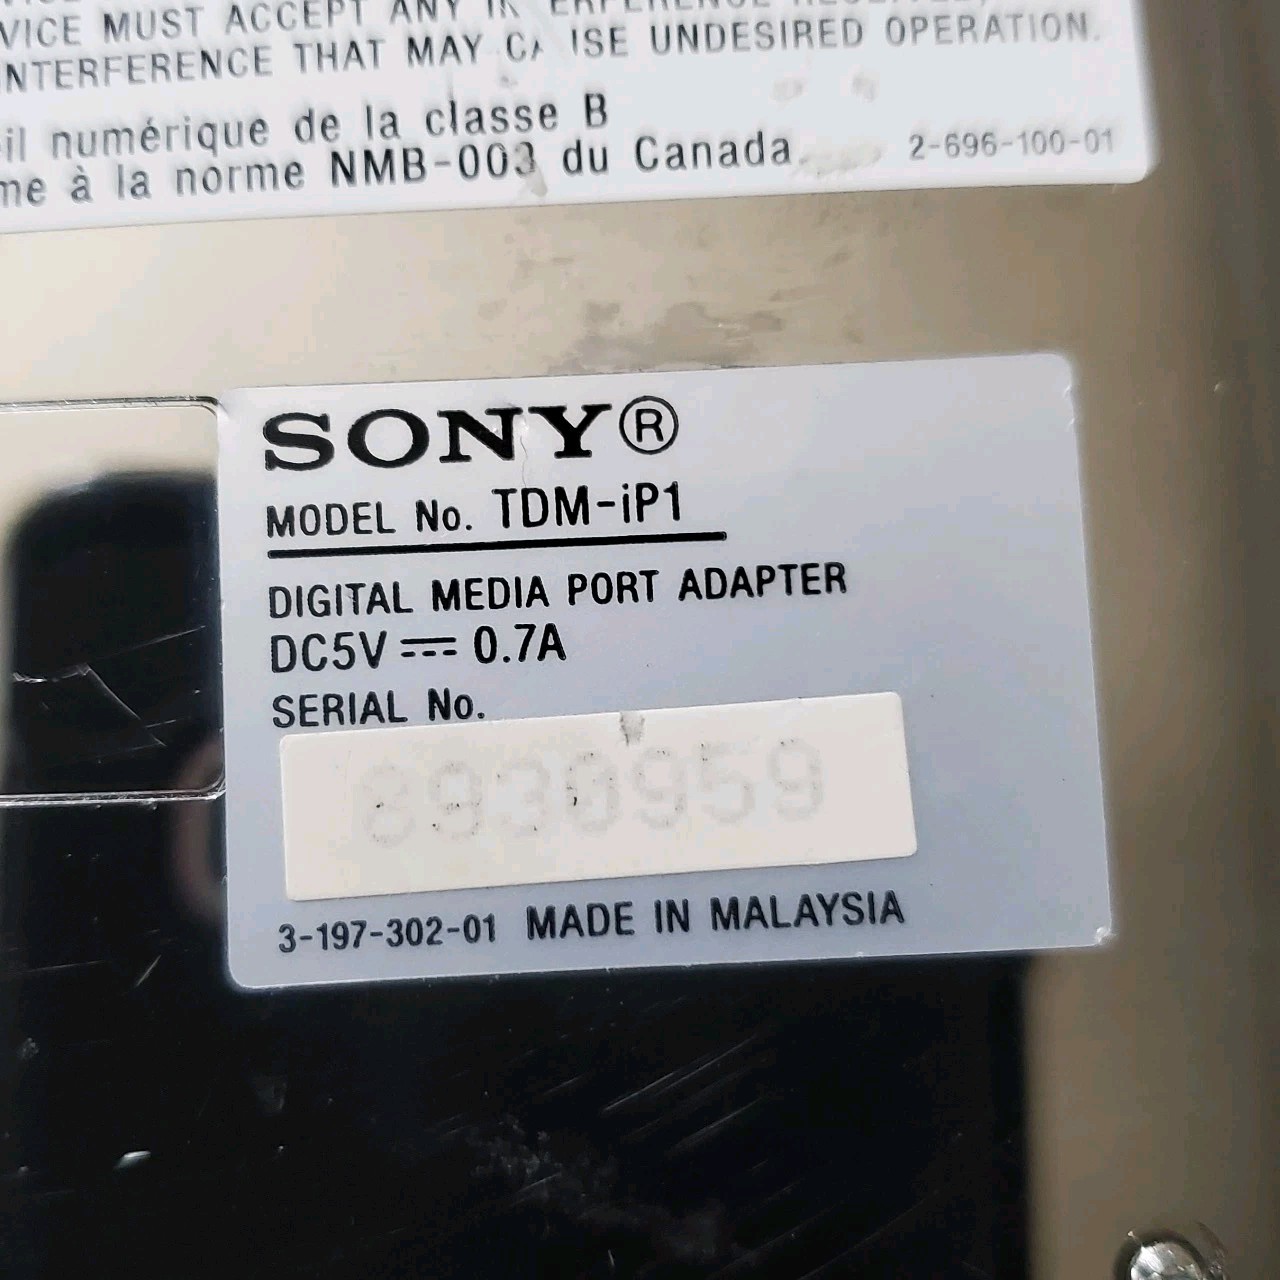 VICE MUST ACCEPT ANY
INTERFERENCE THAT MAY CAUSE UNDESIRED OPERATION.
il numérique de la classe B
me à la norme NMB-003 du Canada.
2-696-100-01
SONY®
MODEL No. TDM-iP1
DIGITAL MEDIA PORT ADAPTER
DC5V ⎓ 0.7A
SERIAL No.
8930959
3-197-302-01 MADE IN MALAYSIA